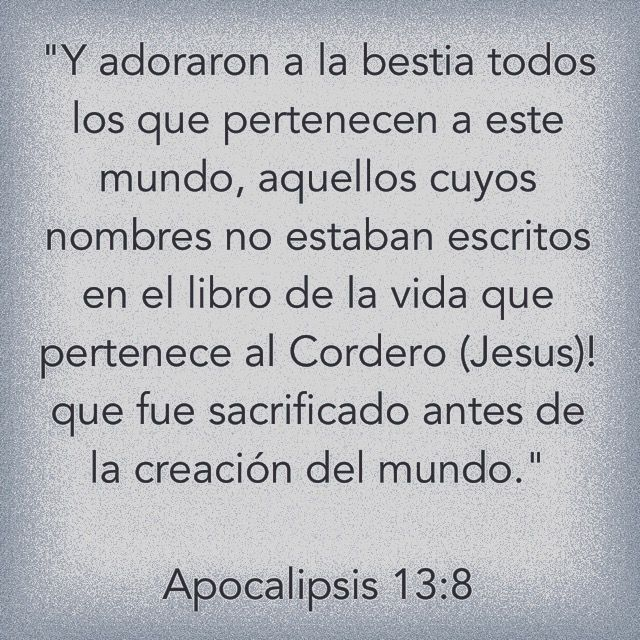 "Y adoraron a la bestia todos
los que pertenecen a este
mundo, aquellos cuyos
nombres no estaban escritos
en el libro de la vida que
pertenece al Cordero (Jesus)!
que fue sacrificado antes de
la creación del mundo."
Apocalipsis 13:8